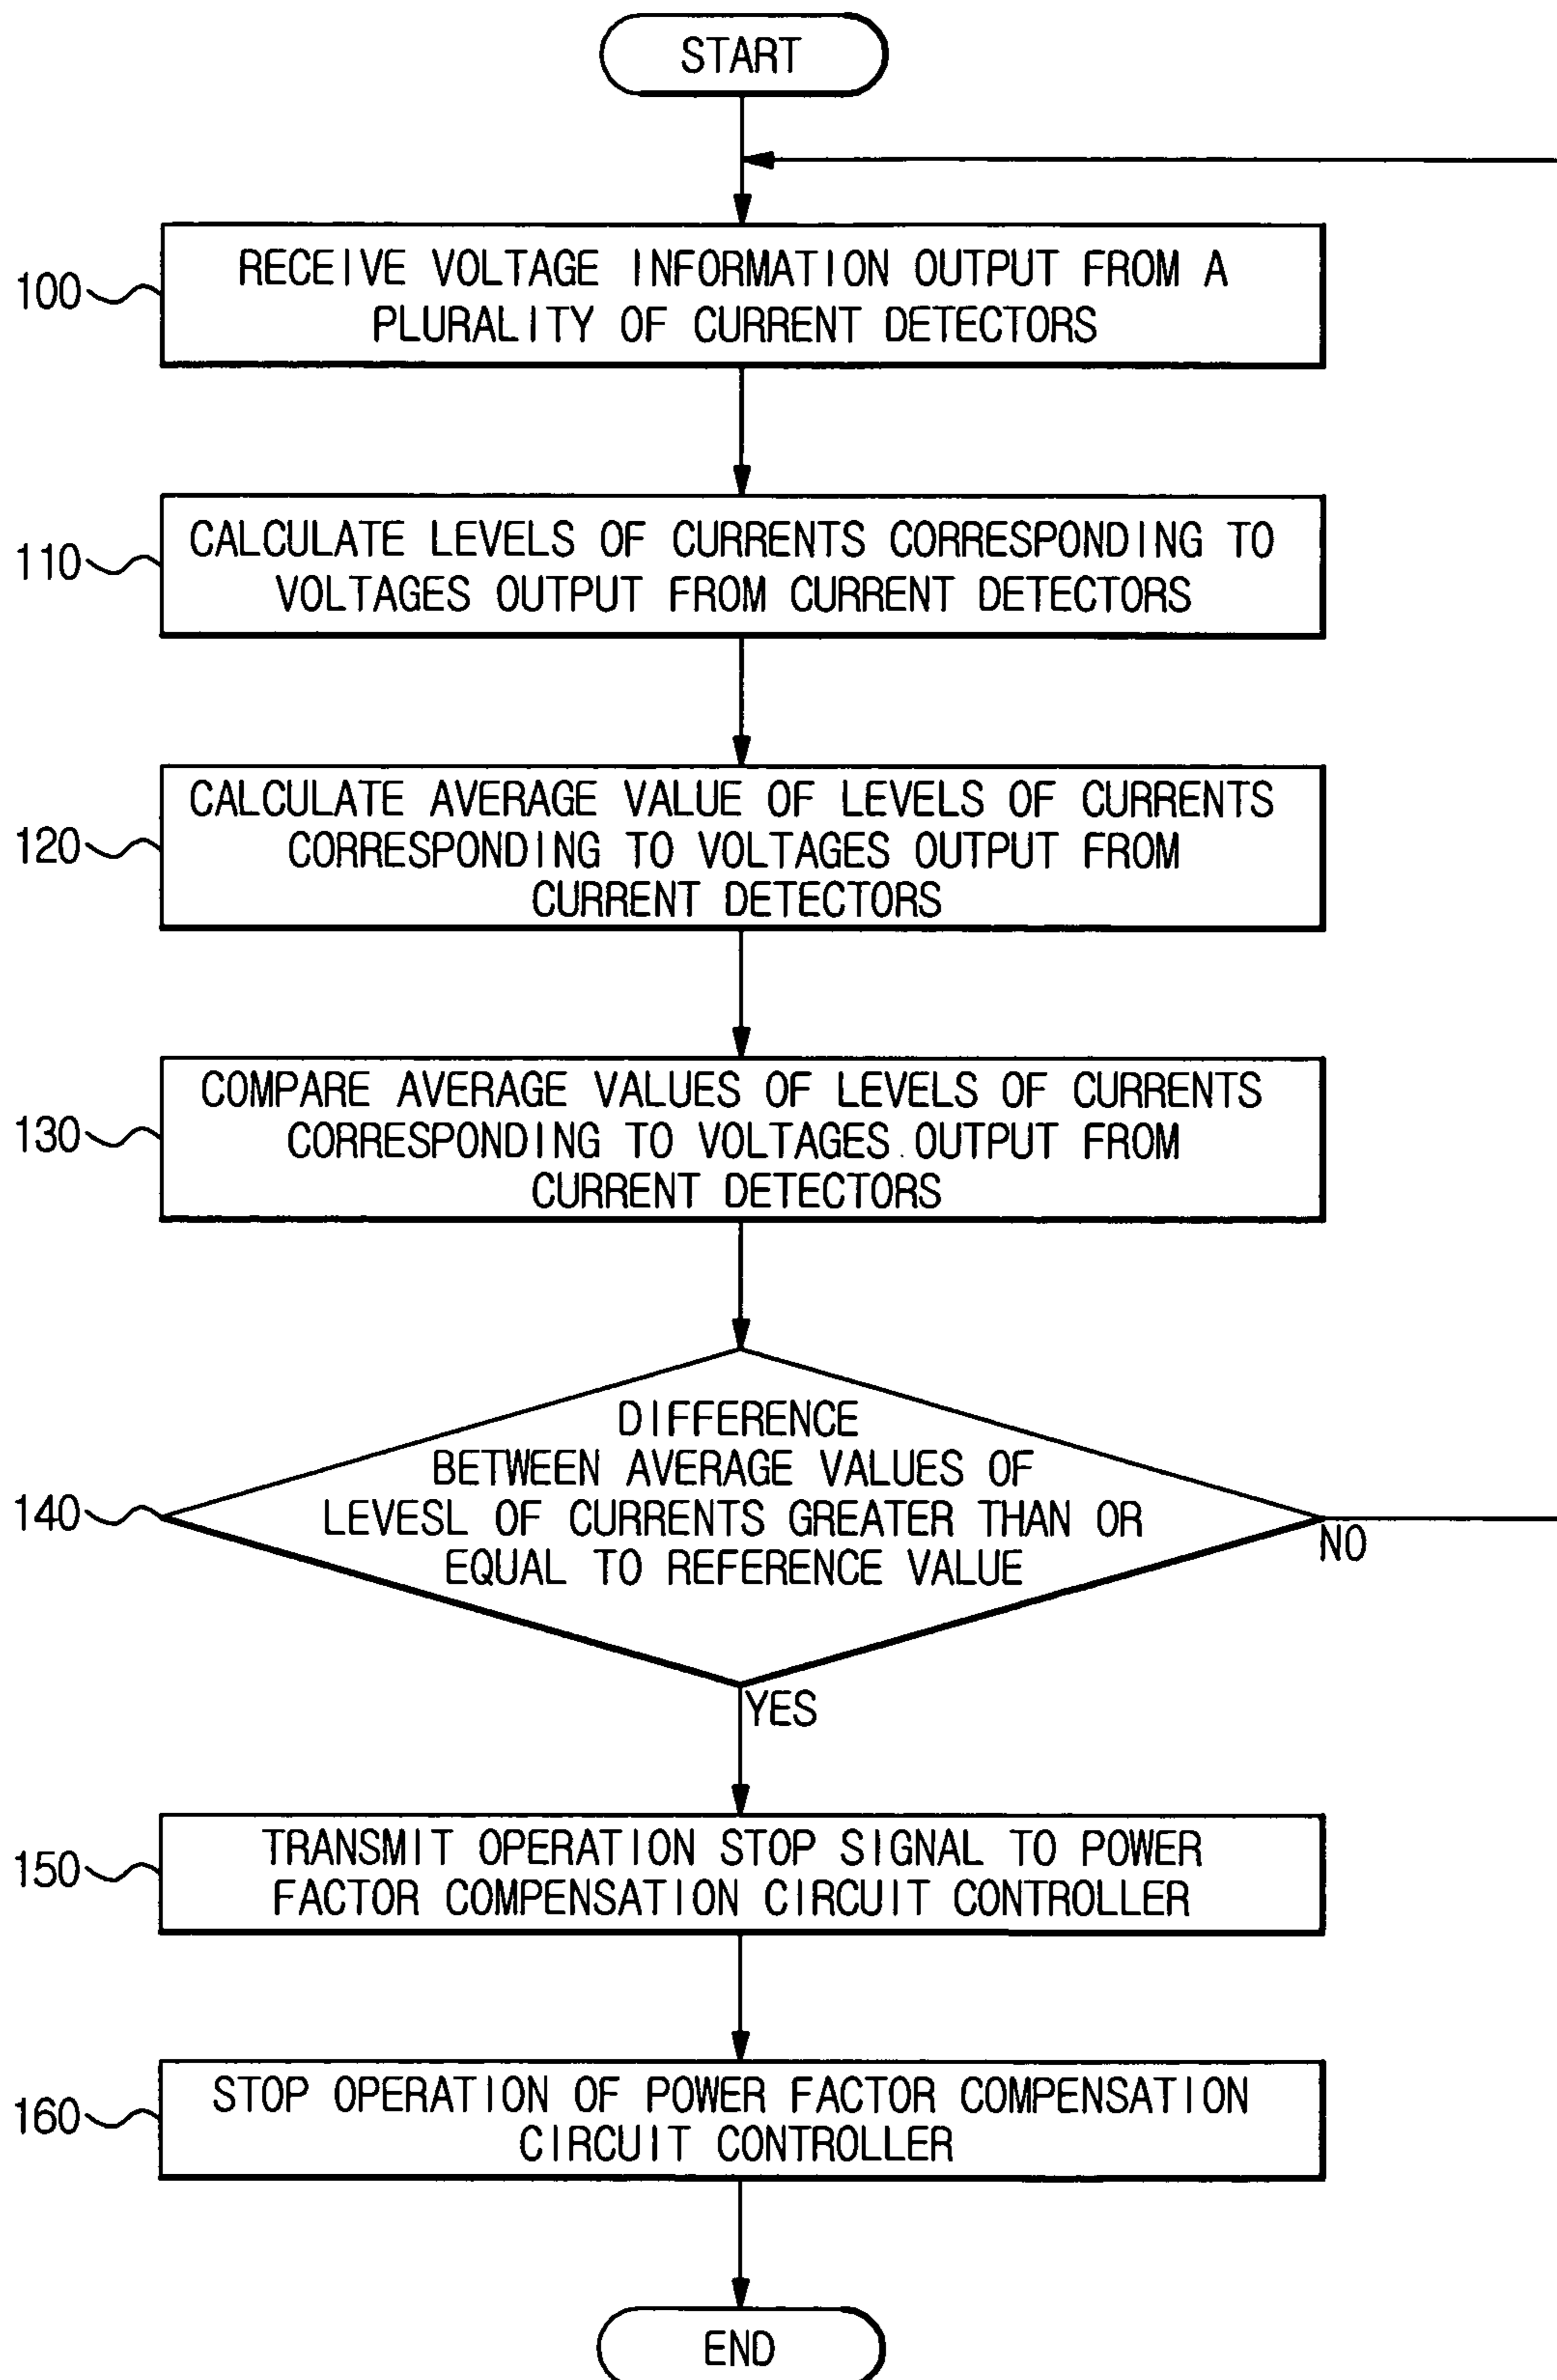 START
100
RECEIVE VOLTAGE INFORMATION OUTPUT FROM A
PLURALITY OF CURRENT DETECTORS
110
CALCULATE LEVELS OF CURRENTS CORRESPONDING TO
VOLTAGES OUTPUT FROM CURRENT DETECTORS
120
CALCULATE AVERAGE VALUE OF LEVELS OF CURRENTS
CORRESPONDING TO VOLTAGES OUTPUT FROM
CURRENT DETECTORS
130
COMPARE AVERAGE VALUES OF LEVELS OF CURRENTS
CORRESPONDING TO VOLTAGES OUTPUT FROM
CURRENT DETECTORS
140
DIFFERENCE
BETWEEN AVERAGE VALUES OF
LEVESL OF CURRENTS GREATER THAN OR
EQUAL TO REFERENCE VALUE
NO
YES
150
TRANSMIT OPERATION STOP SIGNAL TO POWER
FACTOR COMPENSATION CIRCUIT CONTROLLER
160
STOP OPERATION OF POWER FACTOR COMPENSATION
CIRCUIT CONTROLLER
END